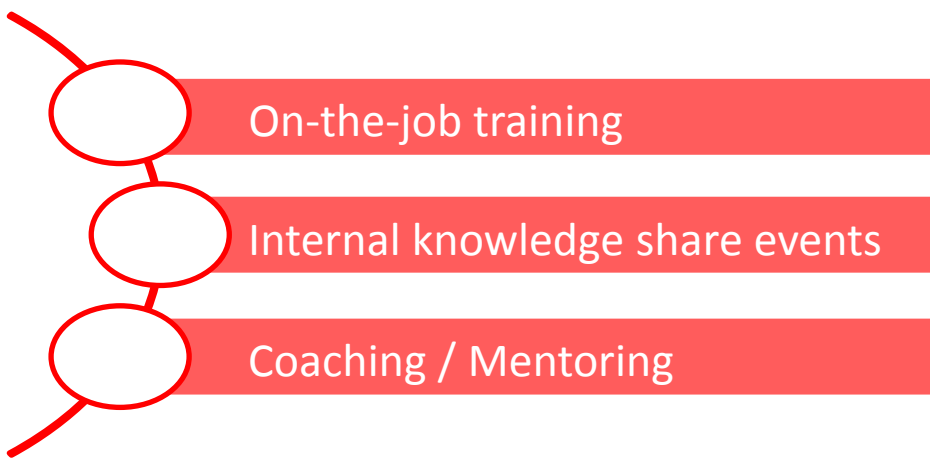 On-the-job training
Internal knowledge share events
Coaching / Mentoring